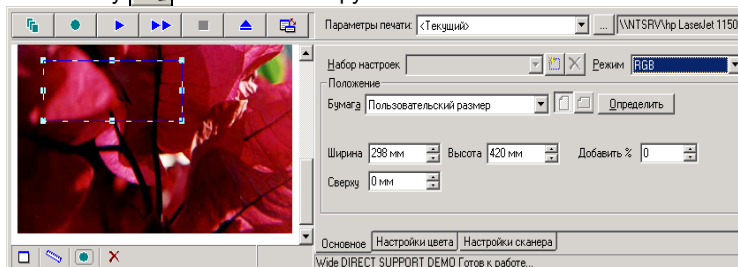 Параметры печати: <Текущий> ... \\NTSRV\hp LaserJet 1150
Набор настроек Режим RGB
Положение
Бумага Пользовательский размер Определить
Ширина 298 мм Высота 420 мм Добавить % 0
Сверху 0 мм
Основное Настройки цвета Настройки сканера
Wide DIRECT SUPPORT DEMO Готов к работе...